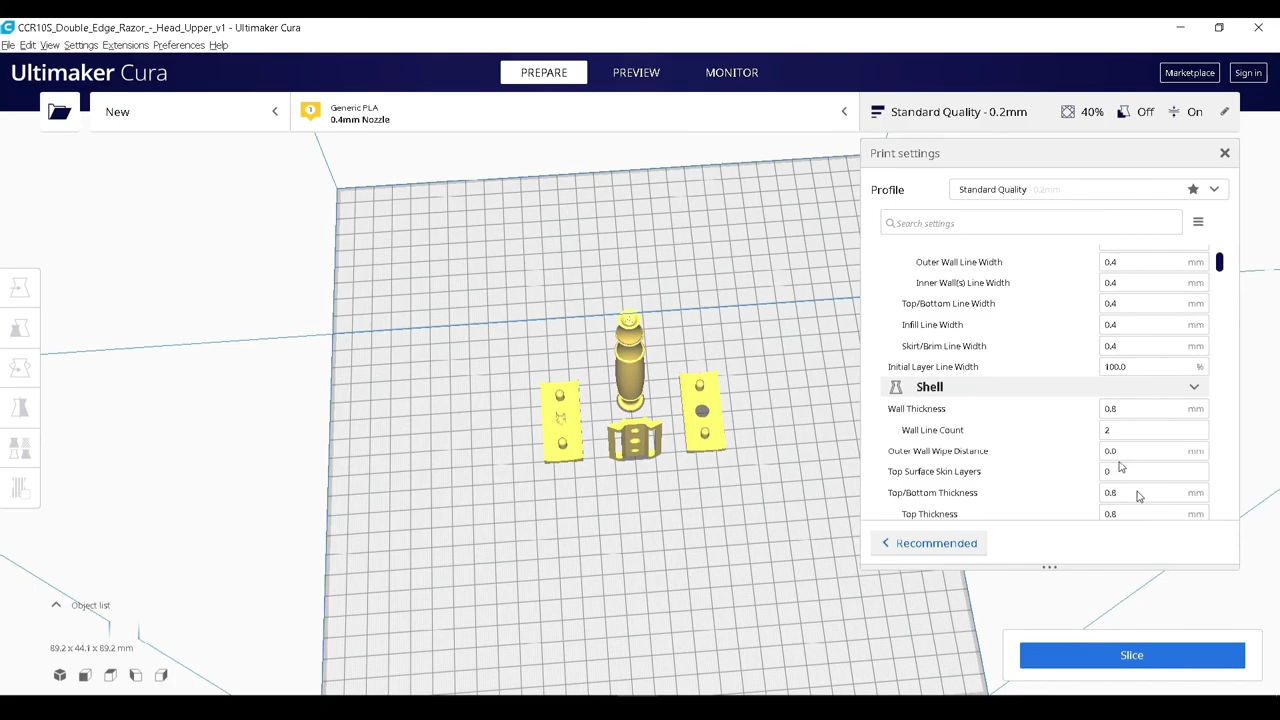 CCR10S_Double_Edge_Razor_-_Head_Upper_v1 - Ultimaker Cura
File Edit View Settings Extensions Preferences Help
Ultimaker Cura
PREPARE
PREVIEW
MONITOR
Marketplace
Sign in
New
1
Generic PLA
0.4mm Nozzle
Standard Quality - 0.2mm
40%
Off
On
Print settings
Profile
Standard Quality - 0.2mm
Search settings
Outer Wall Line Width 0.4 mm
Inner Wall(s) Line Width 0.4 mm
Top/Bottom Line Width 0.4 mm
Infill Line Width 0.4 mm
Skirt/Brim Line Width 0.4 mm
Initial Layer Line Width 100.0 %
Shell
Wall Thickness 0.8 mm
Wall Line Count 2
Outer Wall Wipe Distance 0.0 mm
Top Surface Skin Layers 0
Top/Bottom Thickness 0.8 mm
Top Thickness 0.8 mm
Recommended
Object list
89.2 x 44.1 x 89.2 mm
Slice